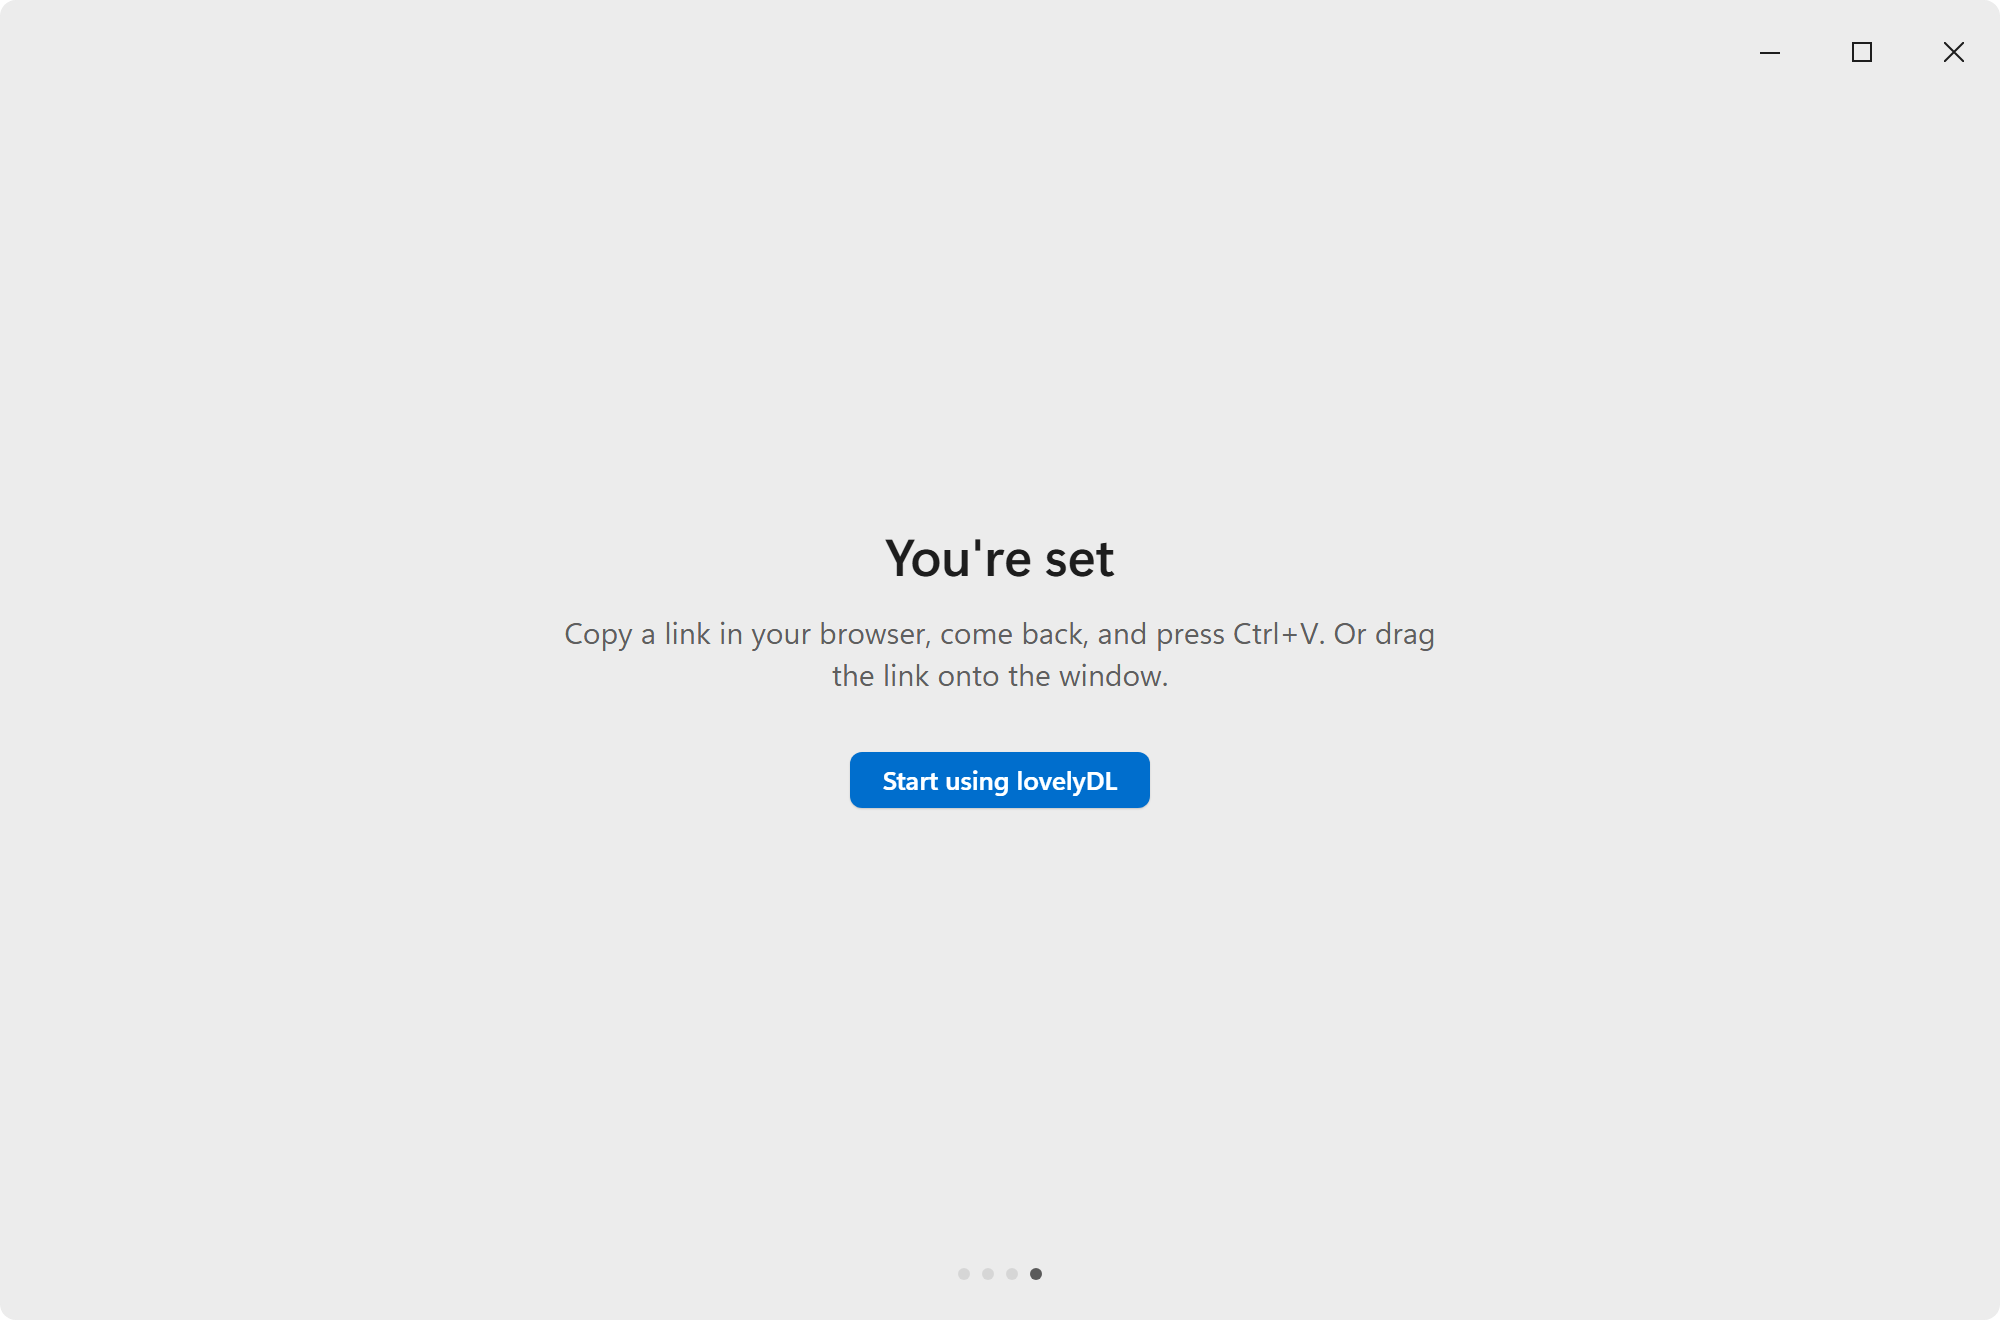 You're set
Copy a link in your browser, come back, and press Ctrl+V. Or drag
the link onto the window.
Start using lovelyDL